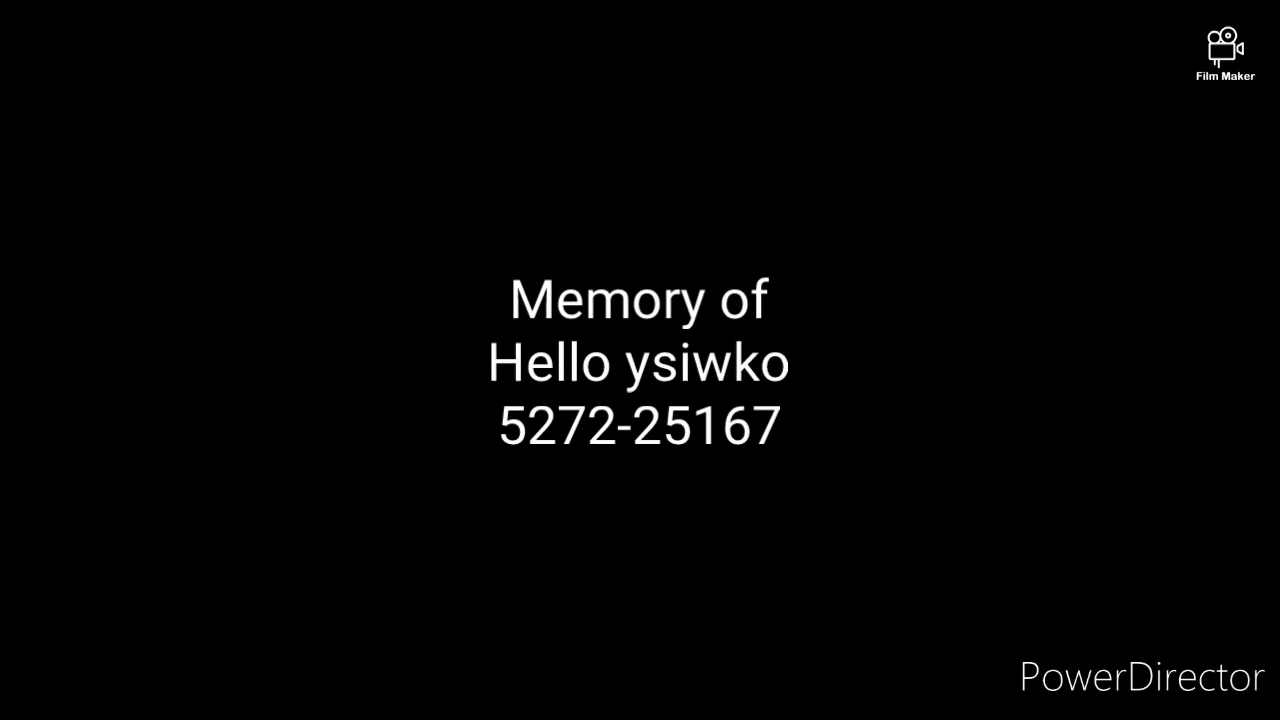 Film Maker
Memory of
Hello ysiwko
5272-25167
PowerDirector